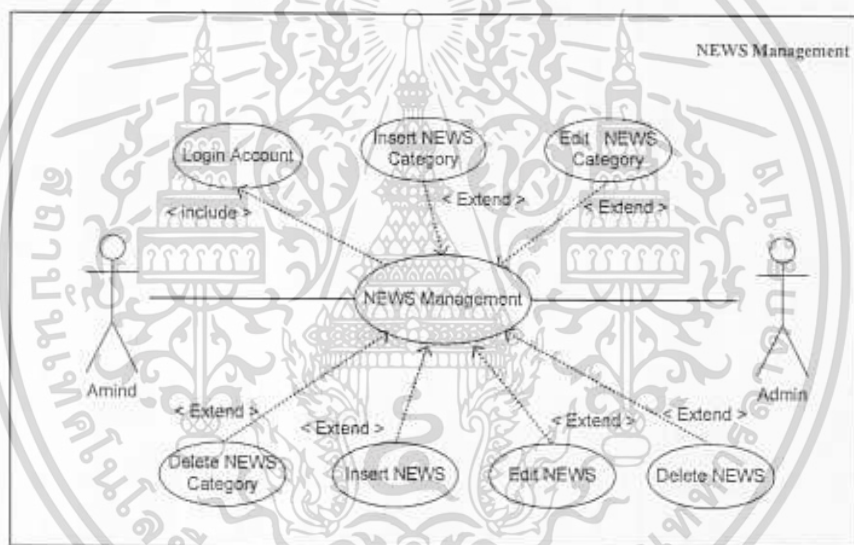 NEWS Management
Login Account
Insert NEWS
Category
Edit NEWS
Category
< include >
< Extend >
< Extend >
NEWS Management
Amind
Admin
< Extend >
< Extend >
< Extend >
< Extend >
Delete NEWS
Category
Insert NEWS
Edit NEWS
Delete NEWS